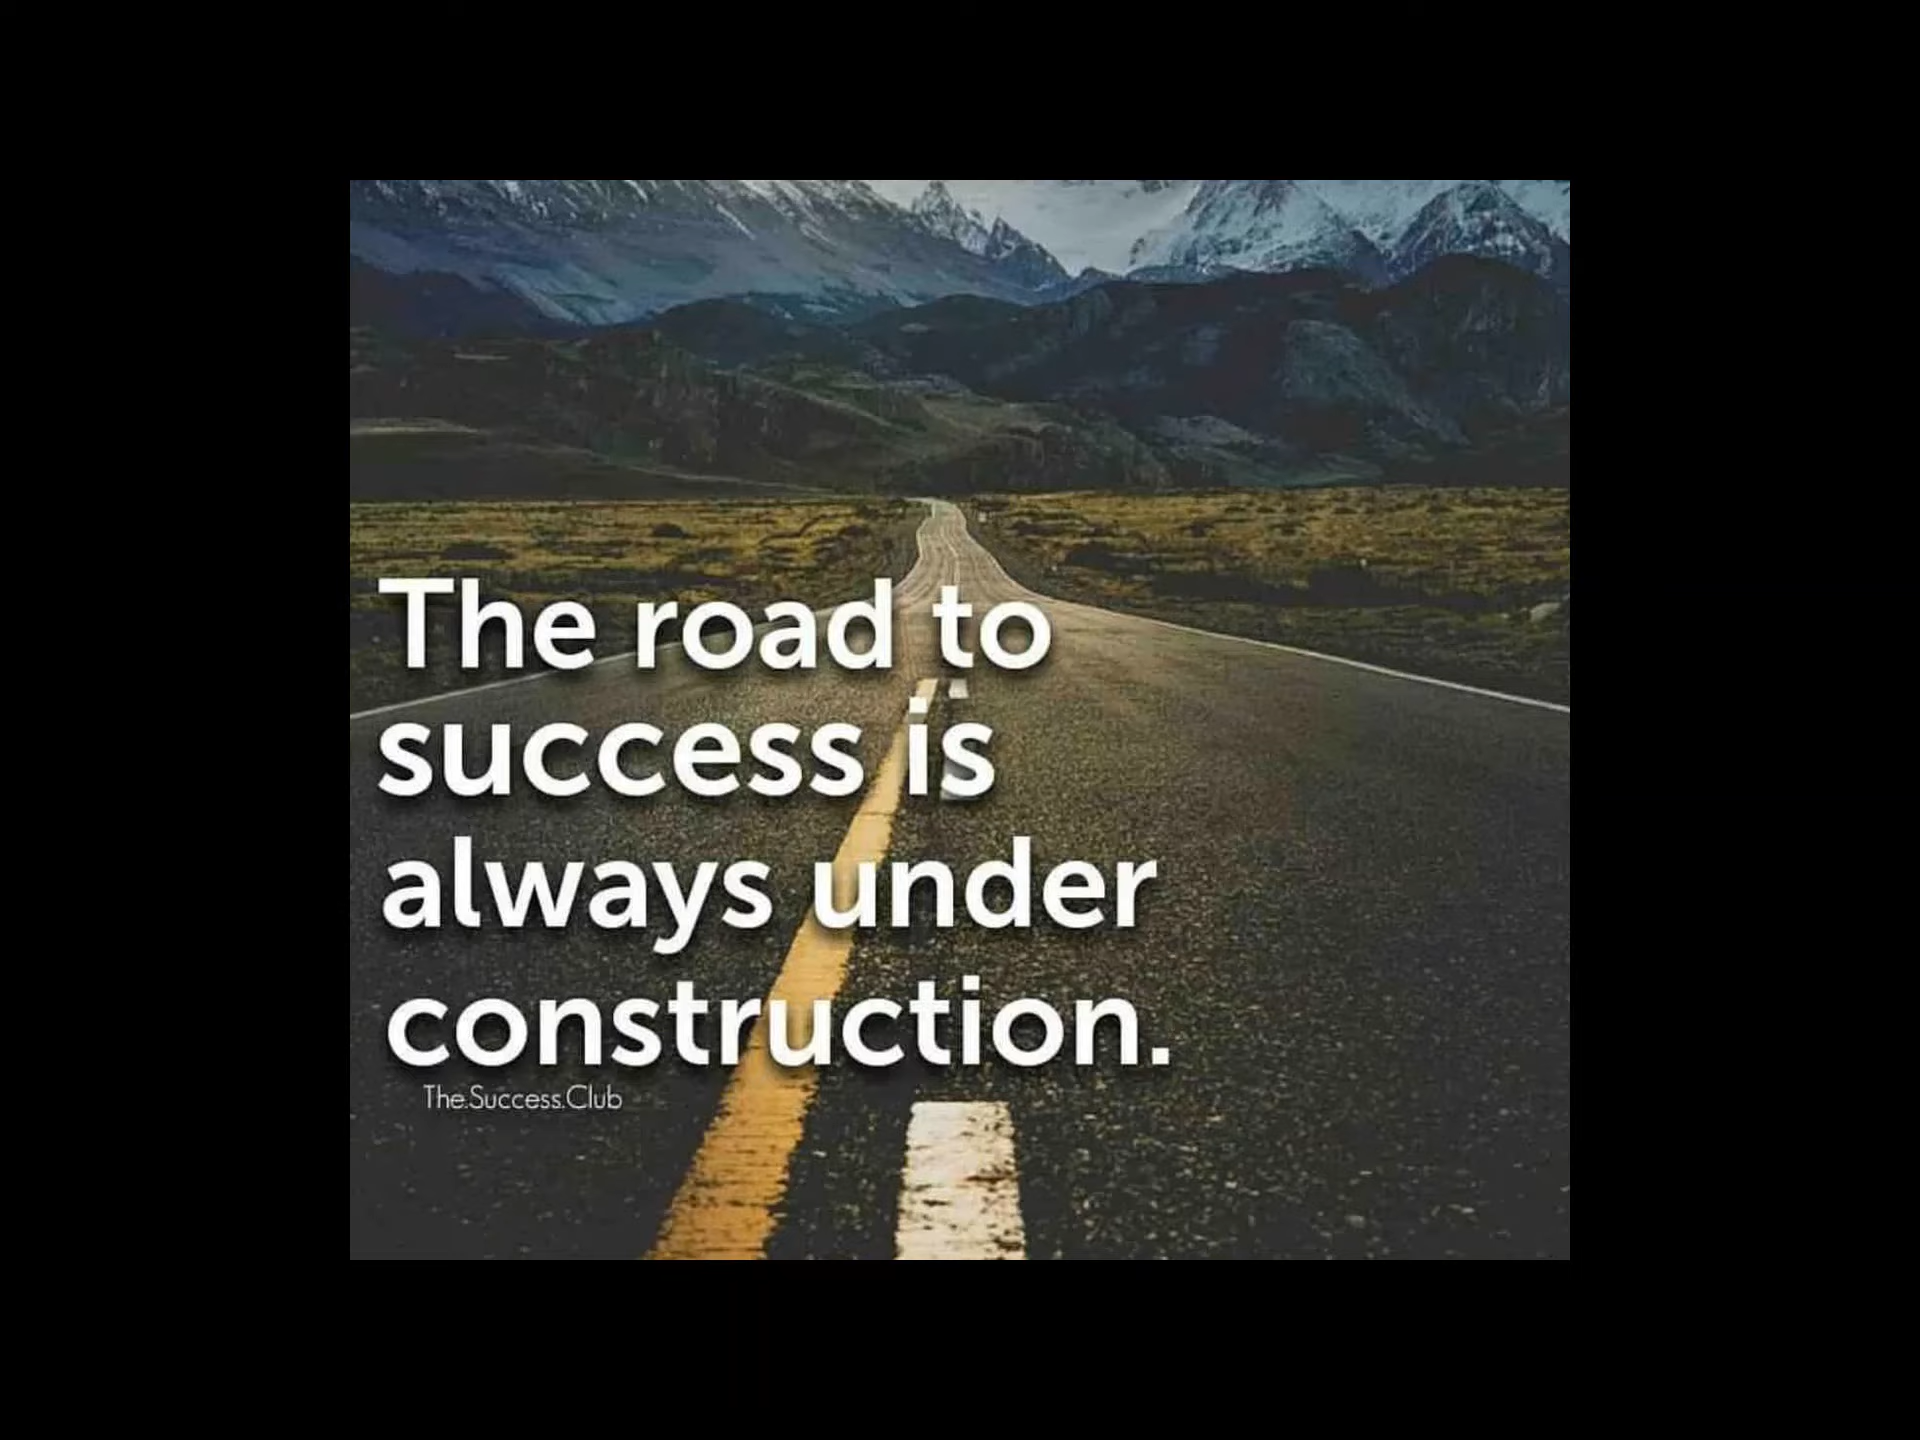 The road to
success is
always under
construction.
The.Success.Club